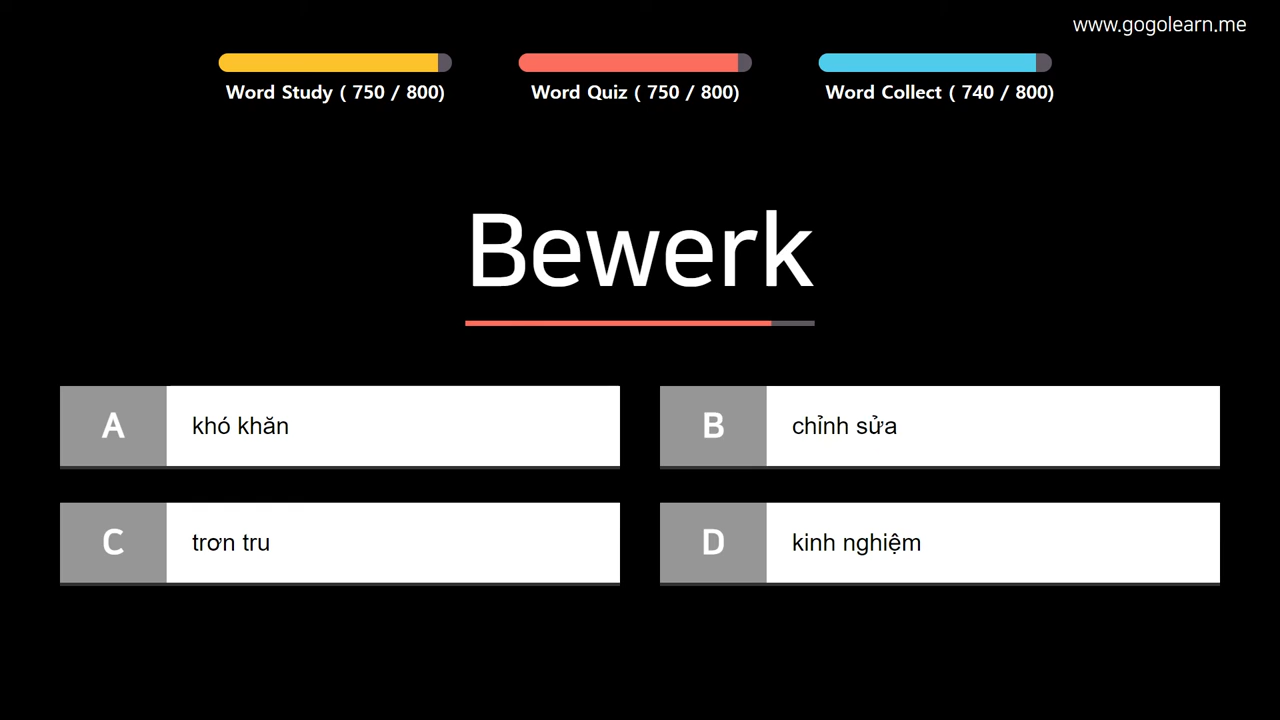 www.gogolearn.me
Word Study ( 750 / 800)
Word Quiz ( 750 / 800)
Word Collect ( 740 / 800)
Bewerk
A khó khăn
B chỉnh sửa
C trơn tru
D kinh nghiệm